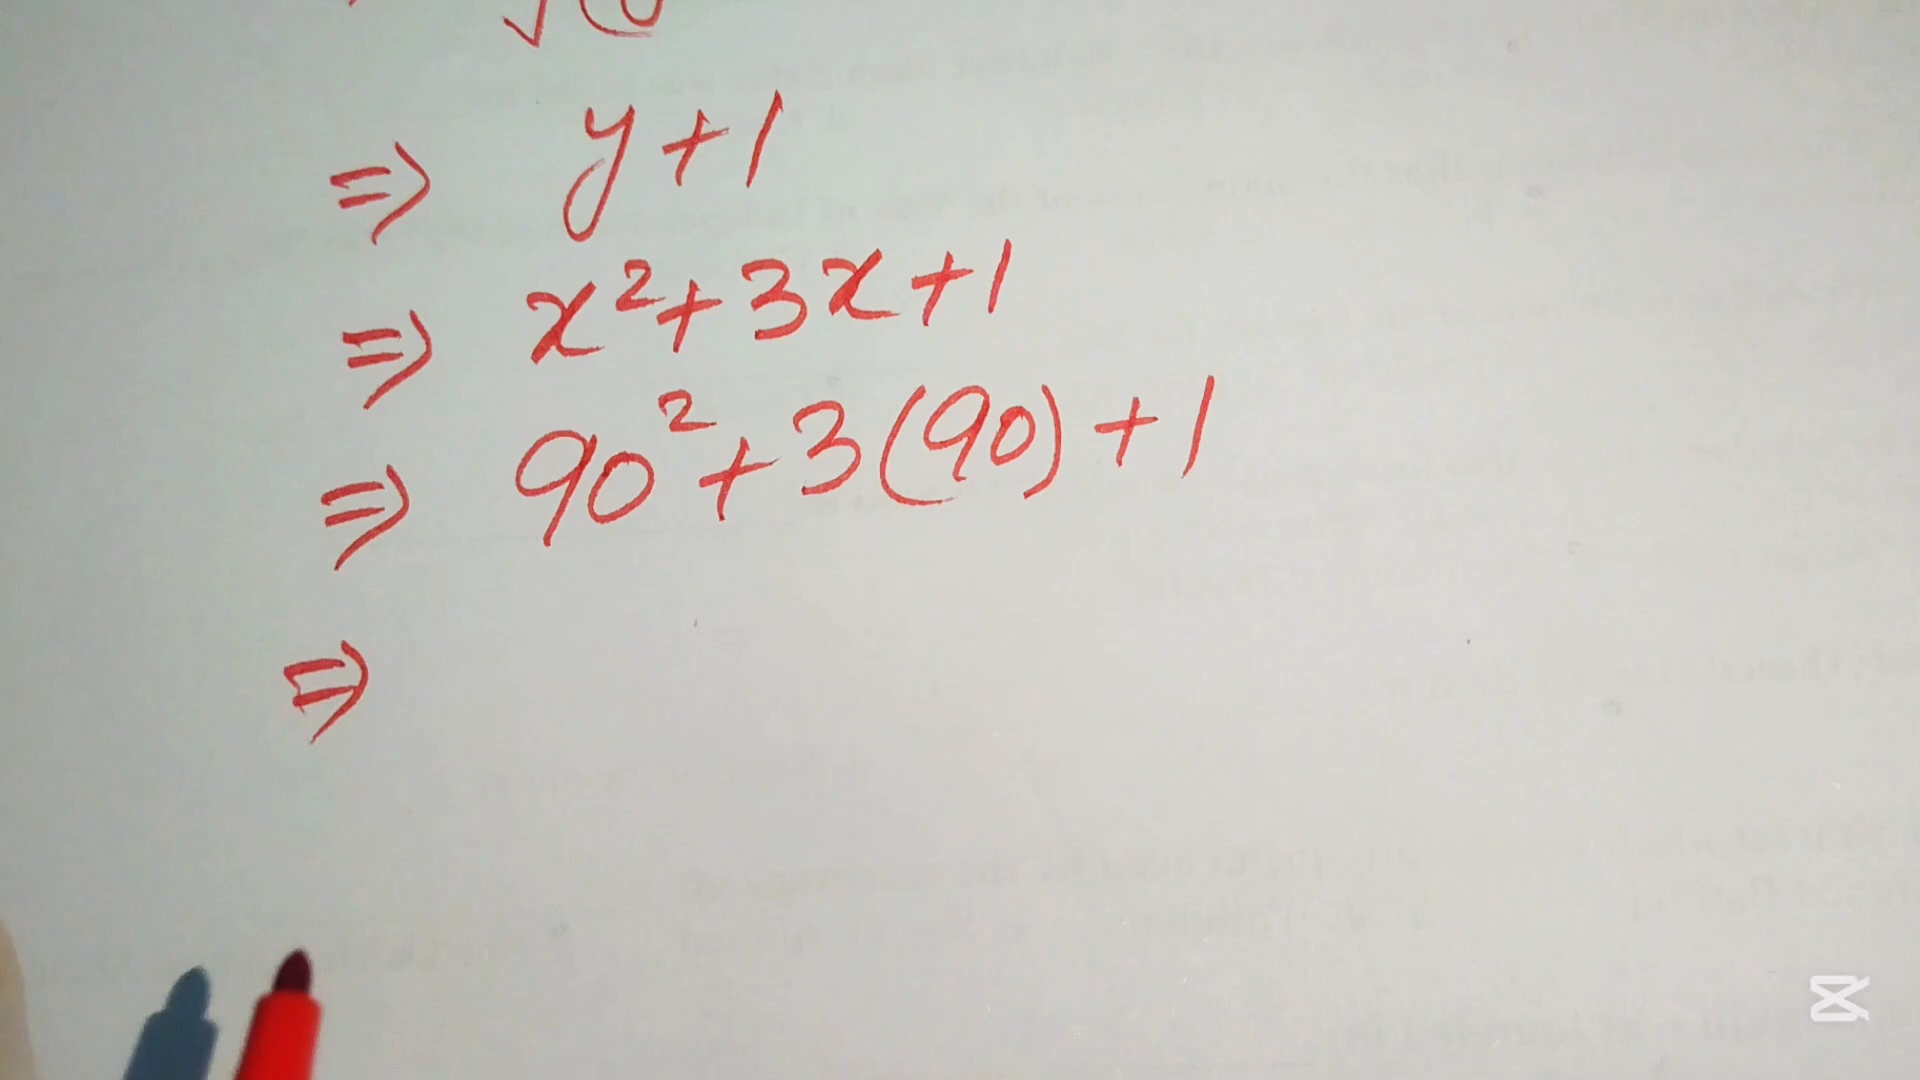 ⇒ y+1
⇒ x²+3x+1
⇒ 90²+3(90)+1
⇒